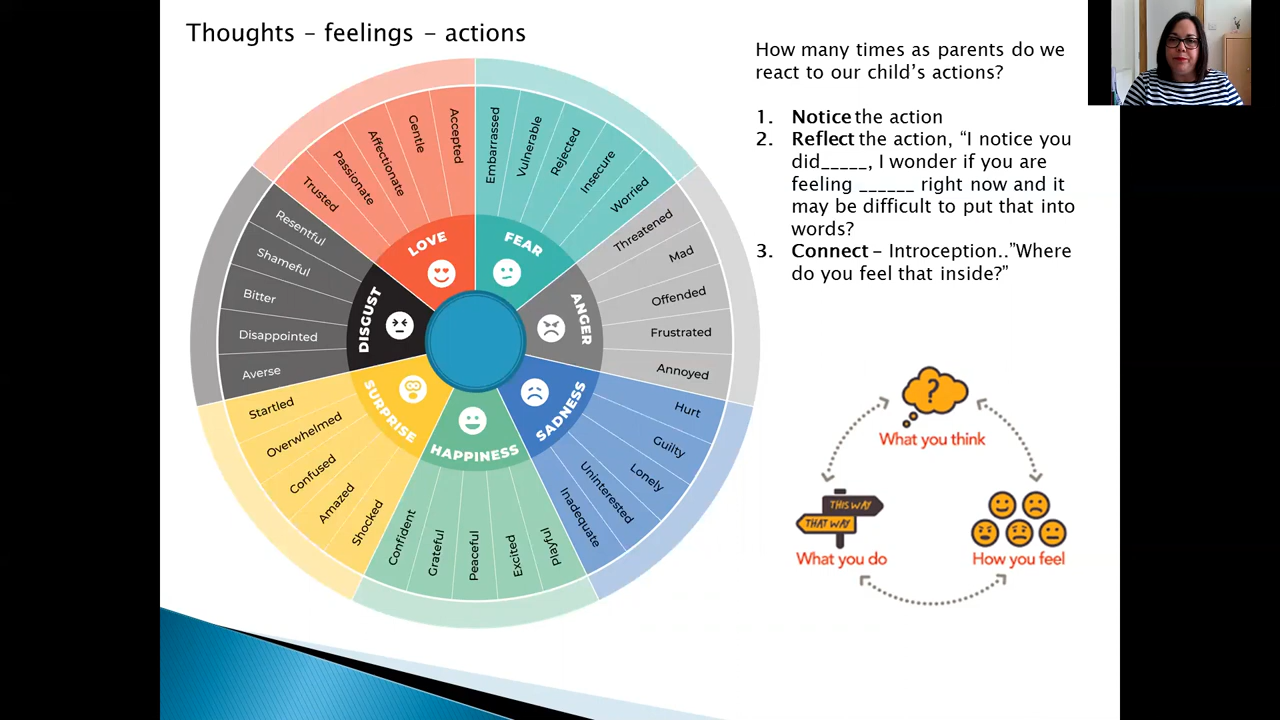 Thoughts – feelings – actions
How many times as parents do we
react to our child's actions?
1. Notice the action
2. Reflect the action, "I notice you
did_____, I wonder if you are
feeling ______ right now and it
may be difficult to put that into
words?
3. Connect – Introception.."Where
do you feel that inside?"
LOVE
Trusted
Passionate
Affectionate
Gentle
Accepted
FEAR
Embarrassed
Vulnerable
Rejected
Insecure
Worried
ANGER
Threatened
Mad
Offended
Frustrated
Annoyed
SADNESS
Hurt
Guilty
Lonely
Uninterested
Inadequate
HAPPINESS
Playful
Excited
Peaceful
Grateful
Confident
SURPRISE
Shocked
Amazed
Confused
Overwhelmed
Startled
DISGUST
Averse
Disappointed
Bitter
Shameful
Resentful
?
What you think
THIS WAY
THAT WAY
What you do
How you feel